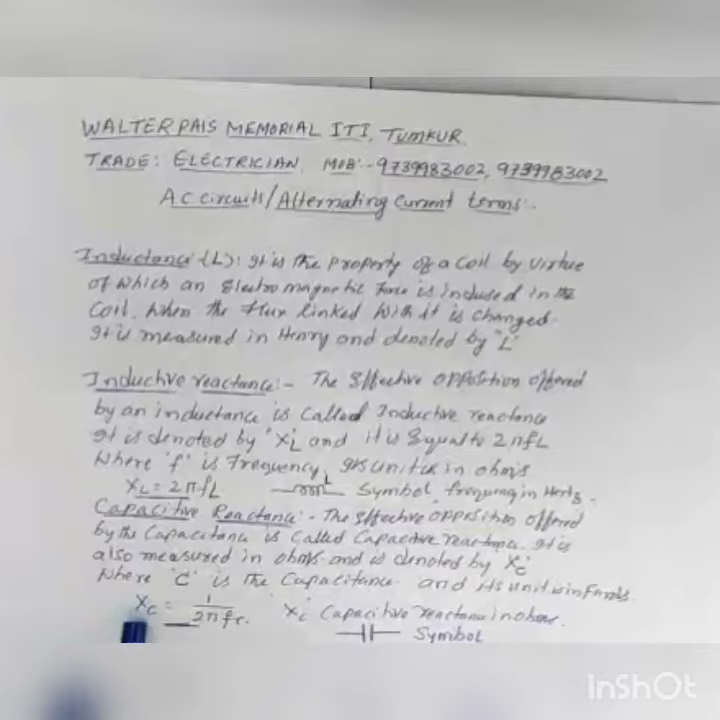 WALTER PAIS MEMORIAL ITI, TUMKUR.
TRADE: ELECTRICIAN. MOB:-9739983002, 9739983002
AC circuits/Alternating Current terms:-
Inductance (L): It is the property of a Coil by virtue
of which an Electro magnetic Force is induced in the
Coil. When the flux linked with it is changed.
It is measured in Henry and denoted by "L"
Inductive reactance:- The Effective opposition offered
by an inductance is Called Inductive reactance
It is denoted by "XL and it is Equal to 2πfL
Where 'f' is Frequency, its unit is in ohms
XL = 2πfL L Symbol, frequency in Hertz.
Capacitive Reactance:- The Effective opposition offered
by the Capacitance is Called Capacitive reactance. It is
also measured in ohms and is denoted by Xc
Where 'C' is the Capacitance and its unit is in Farads.
Xc = 1/2πfc. Xc Capacitive reactance in ohms.
Symbol
InShOt